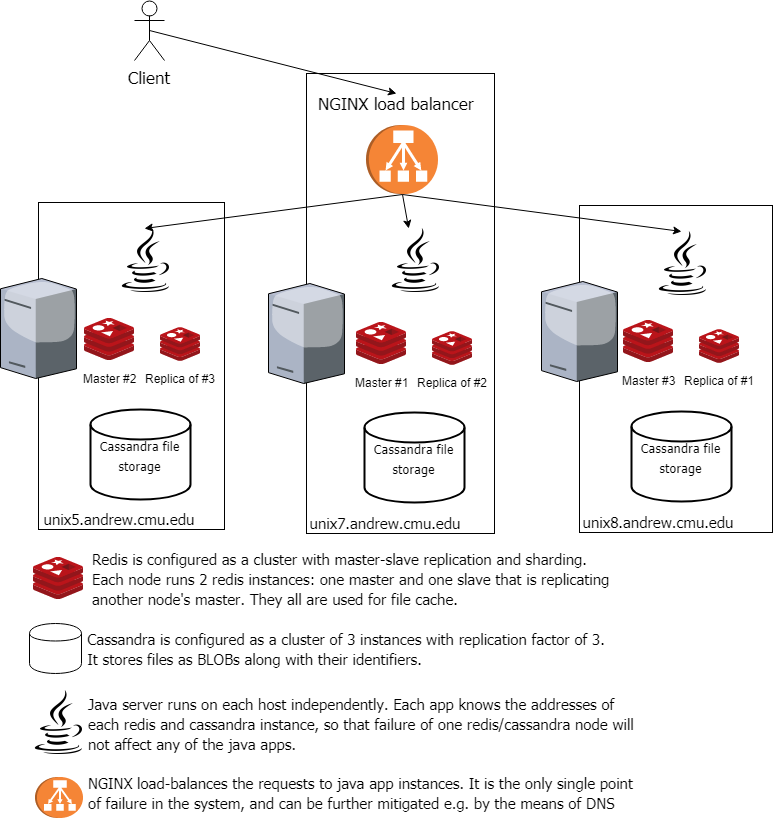 Client
NGINX load balancer
Master #2
Replica of #3
Cassandra file
storage
unix5.andrew.cmu.edu
Master #1
Replica of #2
Cassandra file
storage
unix7.andrew.cmu.edu
Master #3
Replica of #1
Cassandra file
storage
unix8.andrew.cmu.edu
Redis is configured as a cluster with master-slave replication and sharding.
Each node runs 2 redis instances: one master and one slave that is replicating
another node's master. They all are used for file cache.
Cassandra is configured as a cluster of 3 instances with replication factor of 3.
It stores files as BLOBs along with their identifiers.
Java server runs on each host independently. Each app knows the addresses of
each redis and cassandra instance, so that failure of one redis/cassandra node will
not affect any of the java apps.
NGINX load-balances the requests to java app instances. It is the only single point
of failure in the system, and can be further mitigated e.g. by the means of DNS